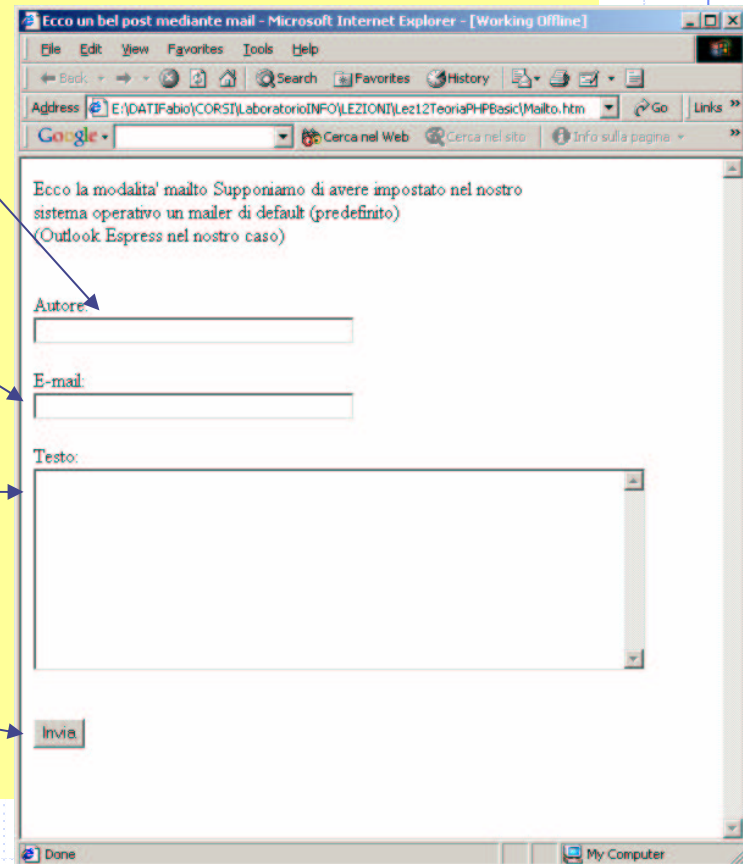 Ecco un bel post mediante mail - Microsoft Internet Explorer - [Working Offline]
File Edit View Favorites Tools Help
Back Search Favorites History
Address E:\DATIFabio\CORSI\LaboratorioINFO\LEZIONI\Lez12TeoriaPHPBasic\Mailto.htm Go Links »
Google Cerca nel Web Cerca nel sito Info sulla pagina »
Ecco la modalita' mailto Supponiamo di avere impostato nel nostro
sistema operativo un mailer di default (predefinito)
(Outlook Espress nel nostro caso)
Autore:
E-mail:
Testo:
Invia
Done My Computer